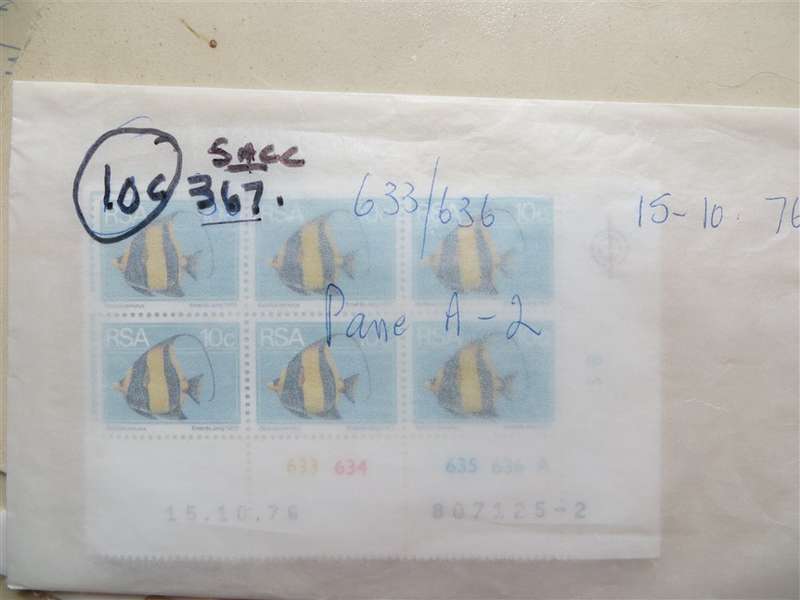 SACC
10c 367.
633/636
15-10. 76
Pane A-2
RSA RSA 10c
RSA 10c RSA RSA
633 634 635 636 A
15.10.76 807125-2